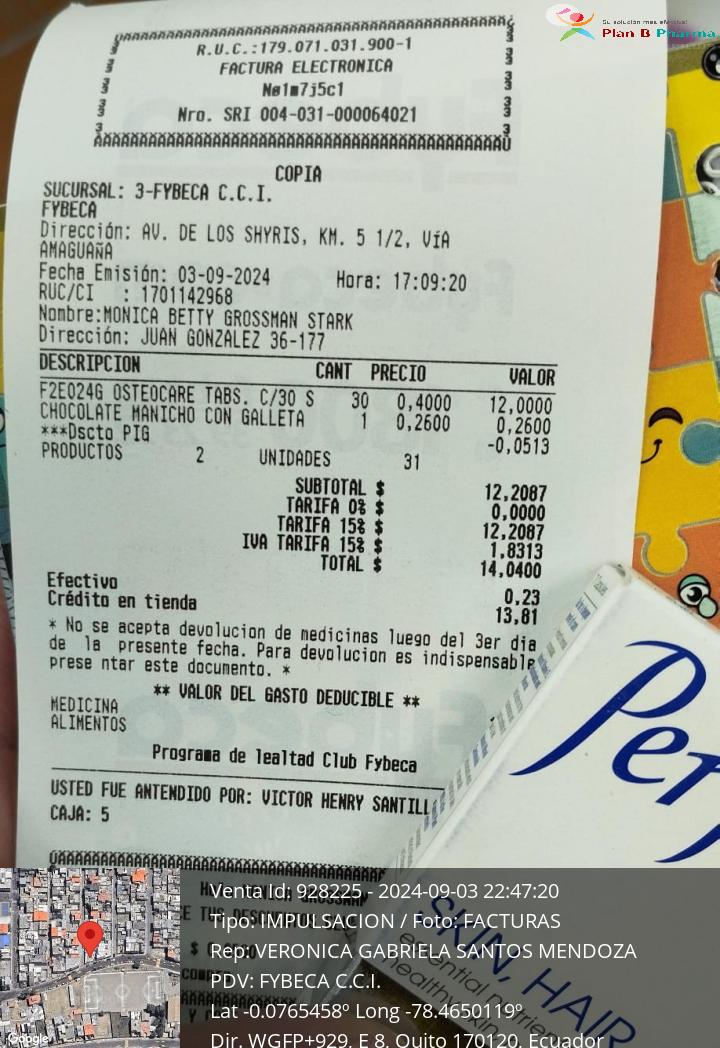 Su solución más efectiva!
Plan B Pharma
R.U.C.:179.071.031.900-1
FACTURA ELECTRONICA
Nø1m7j5c1
Nro. SRI 004-031-000064021
COPIA
SUCURSAL: 3-FYBECA C.C.I.
FYBECA
Dirección: AV. DE LOS SHYRIS, KM. 5 1/2, VíA
AMAGUAñA
Fecha Emisión: 03-09-2024 Hora: 17:09:20
RUC/CI : 1701142968
Nombre:MONICA BETTY GROSSMAN STARK
Dirección: JUAN GONZALEZ 36-177
DESCRIPCION CANT PRECIO VALOR
F2E024G OSTEOCARE TABS. C/30 S 30 0,4000 12,0000
CHOCOLATE MANICHO CON GALLETA 1 0,2600 0,2600
***Dscto PIG -0,0513
PRODUCTOS 2 UNIDADES 31
SUBTOTAL $ 12,2087
TARIFA 0% $ 0,0000
TARIFA 15% $ 12,2087
IVA TARIFA 15% $ 1,8313
TOTAL $ 14,0400
Efectivo 0,23
Crédito en tienda 13,81
* No se acepta devolucion de medicinas luego del 3er dia
de la presente fecha. Para devolucion es indispensable
prese ntar este documento. *
** VALOR DEL GASTO DEDUCIBLE **
MEDICINA
ALIMENTOS
Programa de lealtad Club Fybeca
USTED FUE ANTENDIDO POR: VICTOR HENRY SANTILL
CAJA: 5
Per
SKIN, HAIR
essential nutrien
Venta Id: 928225 - 2024-09-03 22:47:20
Tipo: IMPULSACION / Foto: FACTURAS
Rep: VERONICA GABRIELA SANTOS MENDOZA
PDV: FYBECA C.C.I.
Lat -0.0765458º Long -78.4650119º
Dir. WGFP+929, E 8, Quito 170120, Ecuador
Google